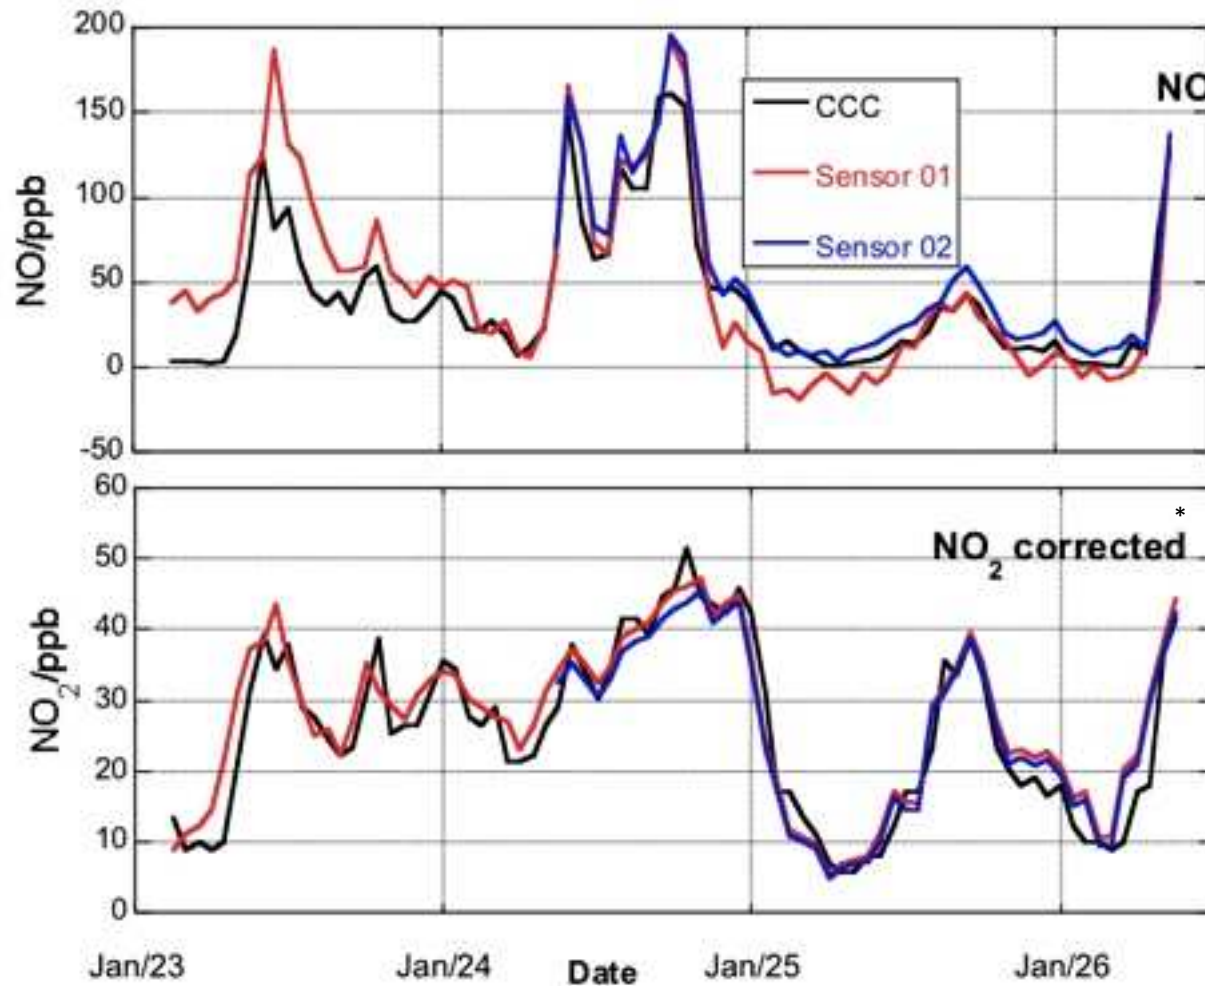 200
150
100
50
0
-50
NO/ppb
CCC
Sensor 01
Sensor 02
NO
60
50
40
30
20
10
0
NO2/ppb
*
NO2 corrected
Jan/23
Jan/24
Date
Jan/25
Jan/26